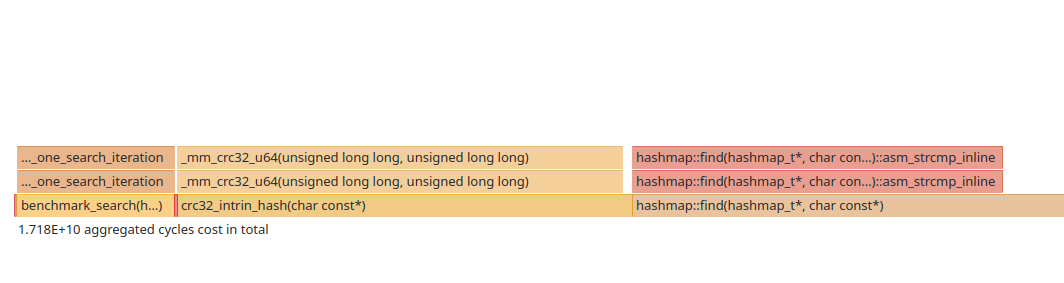 ..._one_search_iteration _mm_crc32_u64(unsigned long long, unsigned long long) hashmap::find(hashmap_t*, char con...)::asm_strcmp_inline
..._one_search_iteration _mm_crc32_u64(unsigned long long, unsigned long long) hashmap::find(hashmap_t*, char con...)::asm_strcmp_inline
benchmark_search(h...) crc32_intrin_hash(char const*) hashmap::find(hashmap_t*, char const*)
1.718E+10 aggregated cycles cost in total